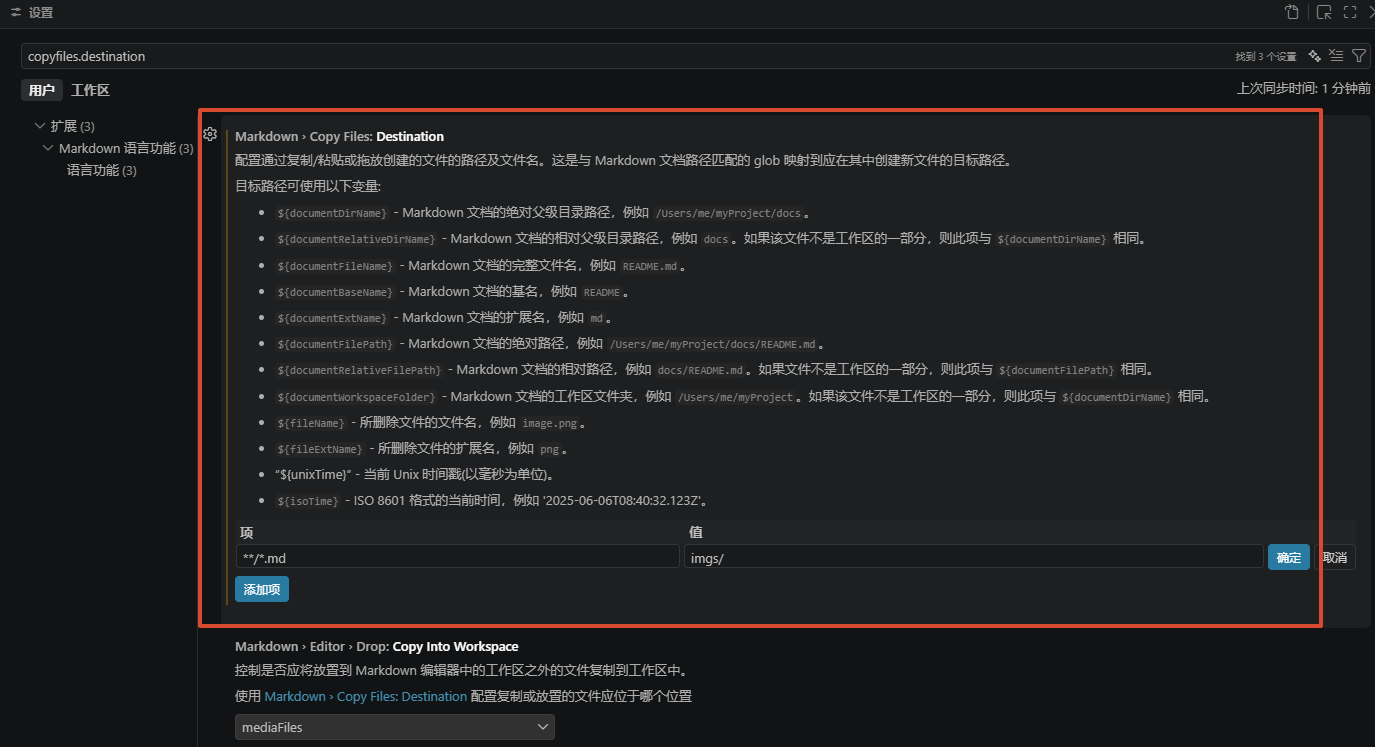 设置
copyfiles.destination
找到 3 个设置
用户 工作区
上次同步时间: 1 分钟前
扩展 (3)
Markdown 语言功能 (3)
语言功能 (3)
Markdown › Copy Files: Destination
配置通过复制/粘贴或拖放创建的文件的路径及文件名。这是与 Markdown 文档路径匹配的 glob 映射到应在其中创建新文件的目标路径。
目标路径可使用以下变量:
• ${documentDirName} - Markdown 文档的绝对父级目录路径，例如 /Users/me/myProject/docs。
• ${documentRelativeDirName} - Markdown 文档的相对父级目录路径，例如 docs。如果该文件不是工作区的一部分，则此项与 ${documentDirName} 相同。
• ${documentFileName} - Markdown 文档的完整文件名，例如 README.md。
• ${documentBaseName} - Markdown 文档的基名，例如 README。
• ${documentExtName} - Markdown 文档的扩展名，例如 md。
• ${documentFilePath} - Markdown 文档的绝对路径，例如 /Users/me/myProject/docs/README.md。
• ${documentRelativeFilePath} - Markdown 文档的相对路径，例如 docs/README.md。如果文件不是工作区的一部分，则此项与 ${documentFilePath} 相同。
• ${documentWorkspaceFolder} - Markdown 文档的工作区文件夹，例如 /Users/me/myProject。如果该文件不是工作区的一部分，则此项与 ${documentDirName} 相同。
• ${fileName} - 所删除文件的文件名，例如 image.png。
• ${fileExtName} - 所删除文件的扩展名，例如 png。
• “${unixTime}” - 当前 Unix 时间戳(以毫秒为单位)。
• ${isoTime} - ISO 8601 格式的当前时间，例如 '2025-06-06T08:40:32.123Z'。
项 值
**/*.md imgs/ 确定 取消
添加项
Markdown › Editor › Drop: Copy Into Workspace
控制是否应将放置到 Markdown 编辑器中的工作区之外的文件复制到工作区中。
使用 Markdown › Copy Files: Destination 配置复制或放置的文件应位于哪个位置
mediaFiles